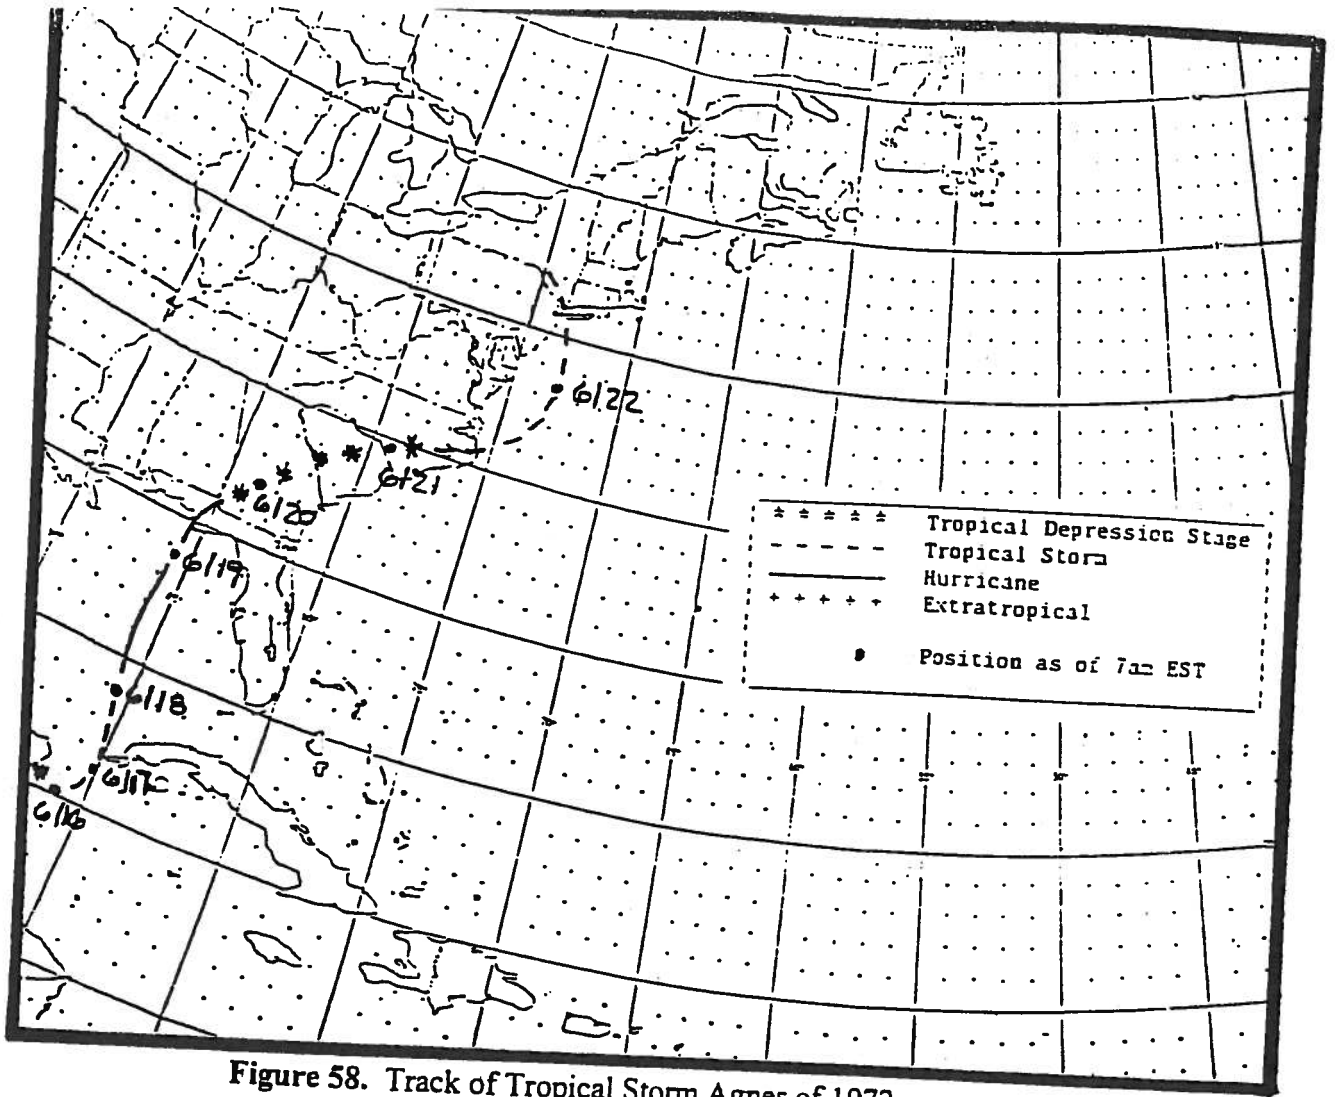 6/22
6/21
6/20
6/19
6/18
6/17
6/16
Tropical Depression Stage
Tropical Storm
Hurricane
Extratropical
Position as of 7am EST
Figure 58. Track of Tropical Storm Agnes of 1972